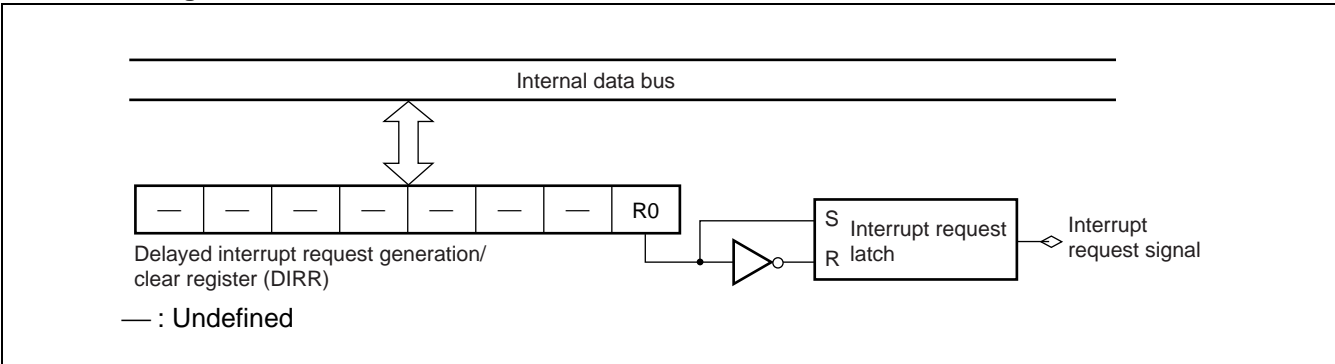 Internal data bus
— — — — — — — R0
Delayed interrupt request generation/
clear register (DIRR)
S
R
Interrupt request
latch
Interrupt
request signal
— : Undefined